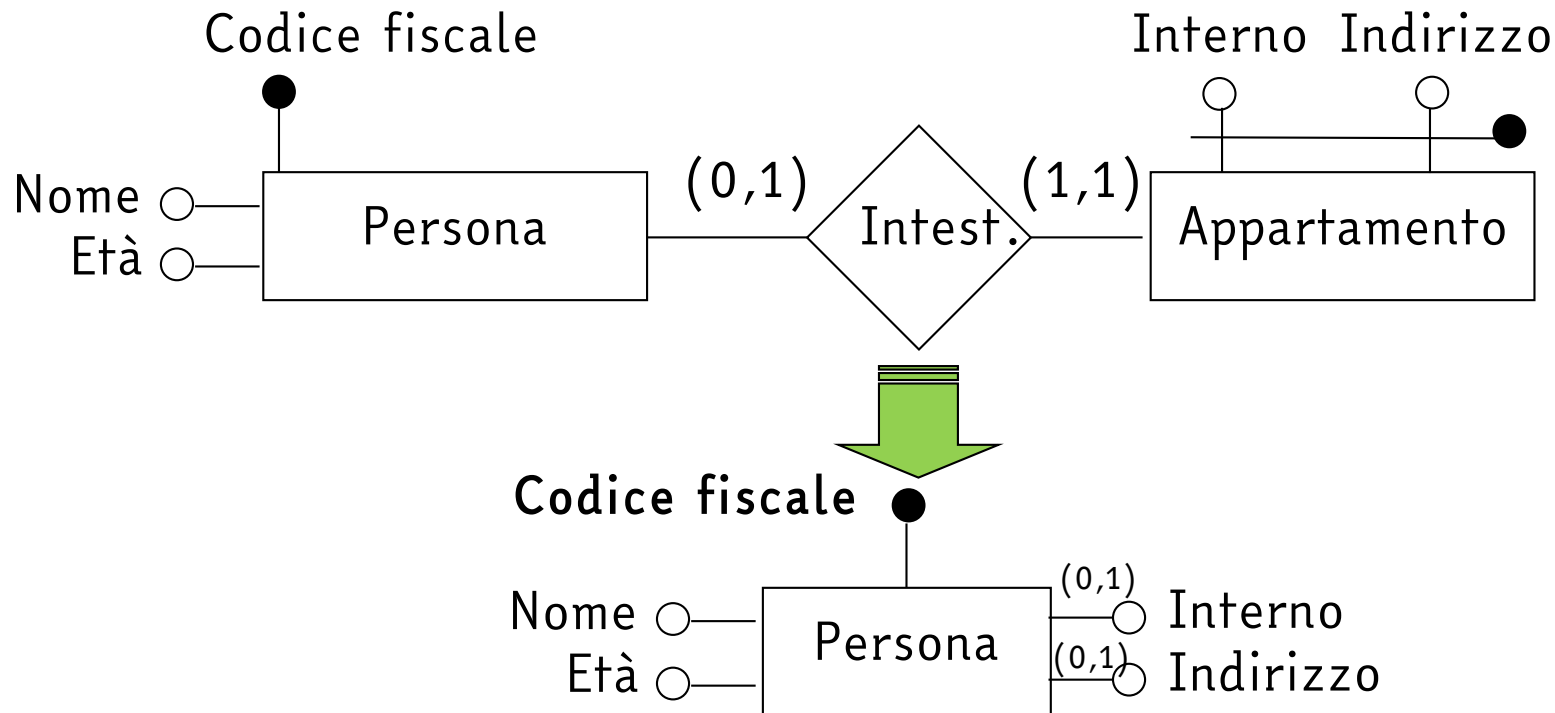 Codice fiscale
Interno Indirizzo
Nome
Età
Persona
(0,1)
Intest.
(1,1)
Appartamento
Codice fiscale
Nome
Età
Persona
(0,1)
Interno
(0,1)
Indirizzo